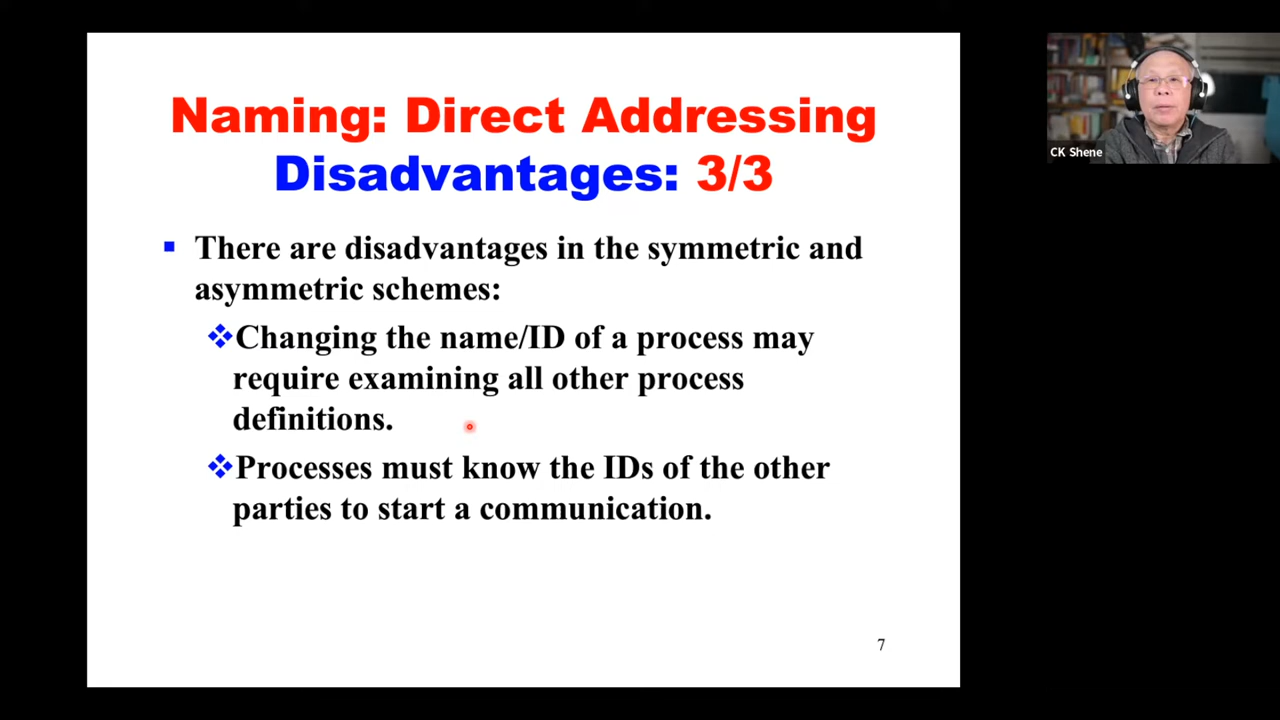 Naming: Direct Addressing
Disadvantages: 3/3
There are disadvantages in the symmetric and
asymmetric schemes:
Changing the name/ID of a process may
require examining all other process
definitions.
Processes must know the IDs of the other
parties to start a communication.
7
CK Shene